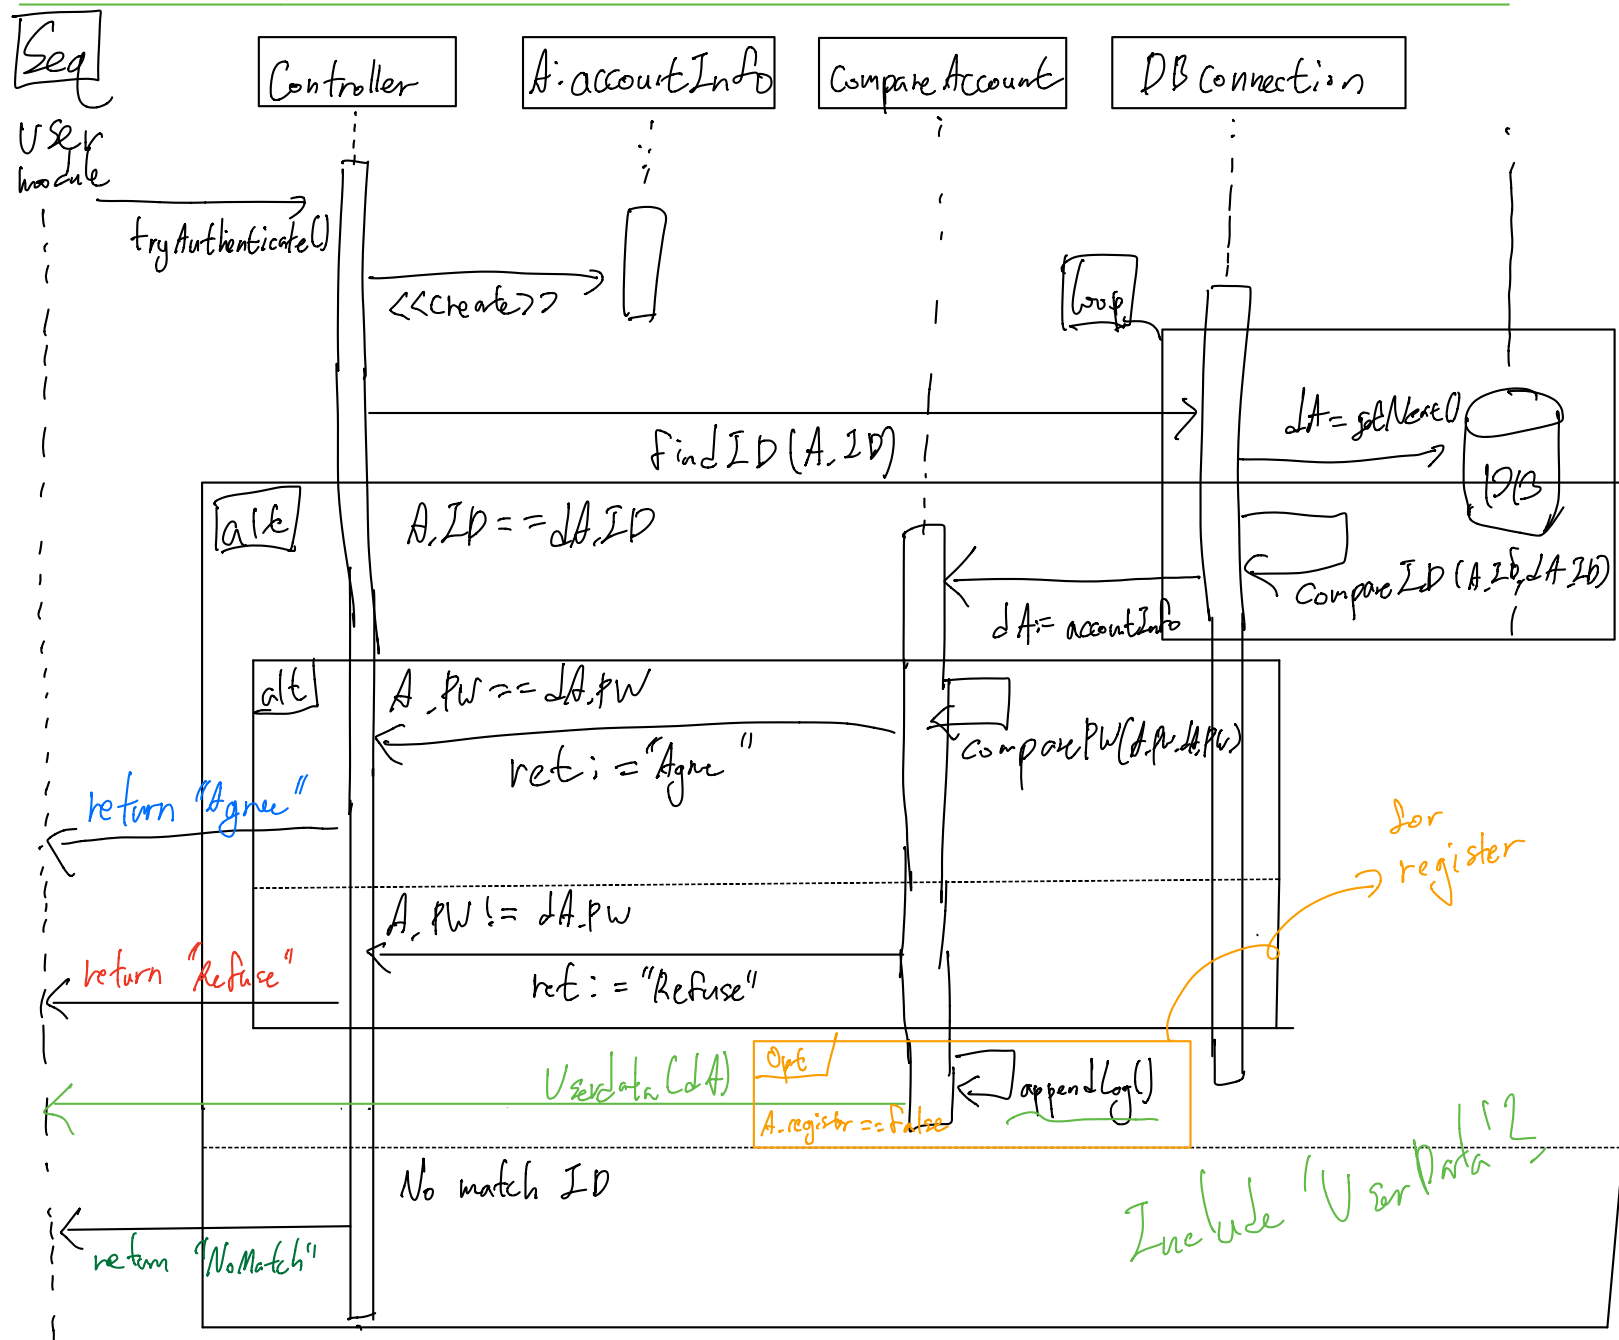 Seq
Controller
A:accountInfo
CompareAccount
DB Connection
User
module
tryAuthenticate()
<<Create>>
loop
dA=getNext()
findID(A.ID)
DB
alt
A.ID==dA.ID
compareID(A.ID,dA.ID)
dA:=accountInfo
alt
A.PW==dA.PW
comparePW(A.PW,dA.PW)
ret:="Agree"
return "Agree"
for
register
A.PW!=dA.PW
ret:="Refuse"
return "Refuse"
Opt
Userdata(dA)
appendLog()
A.register==False
No match ID
Include "UserData"?
return "NoMatch"